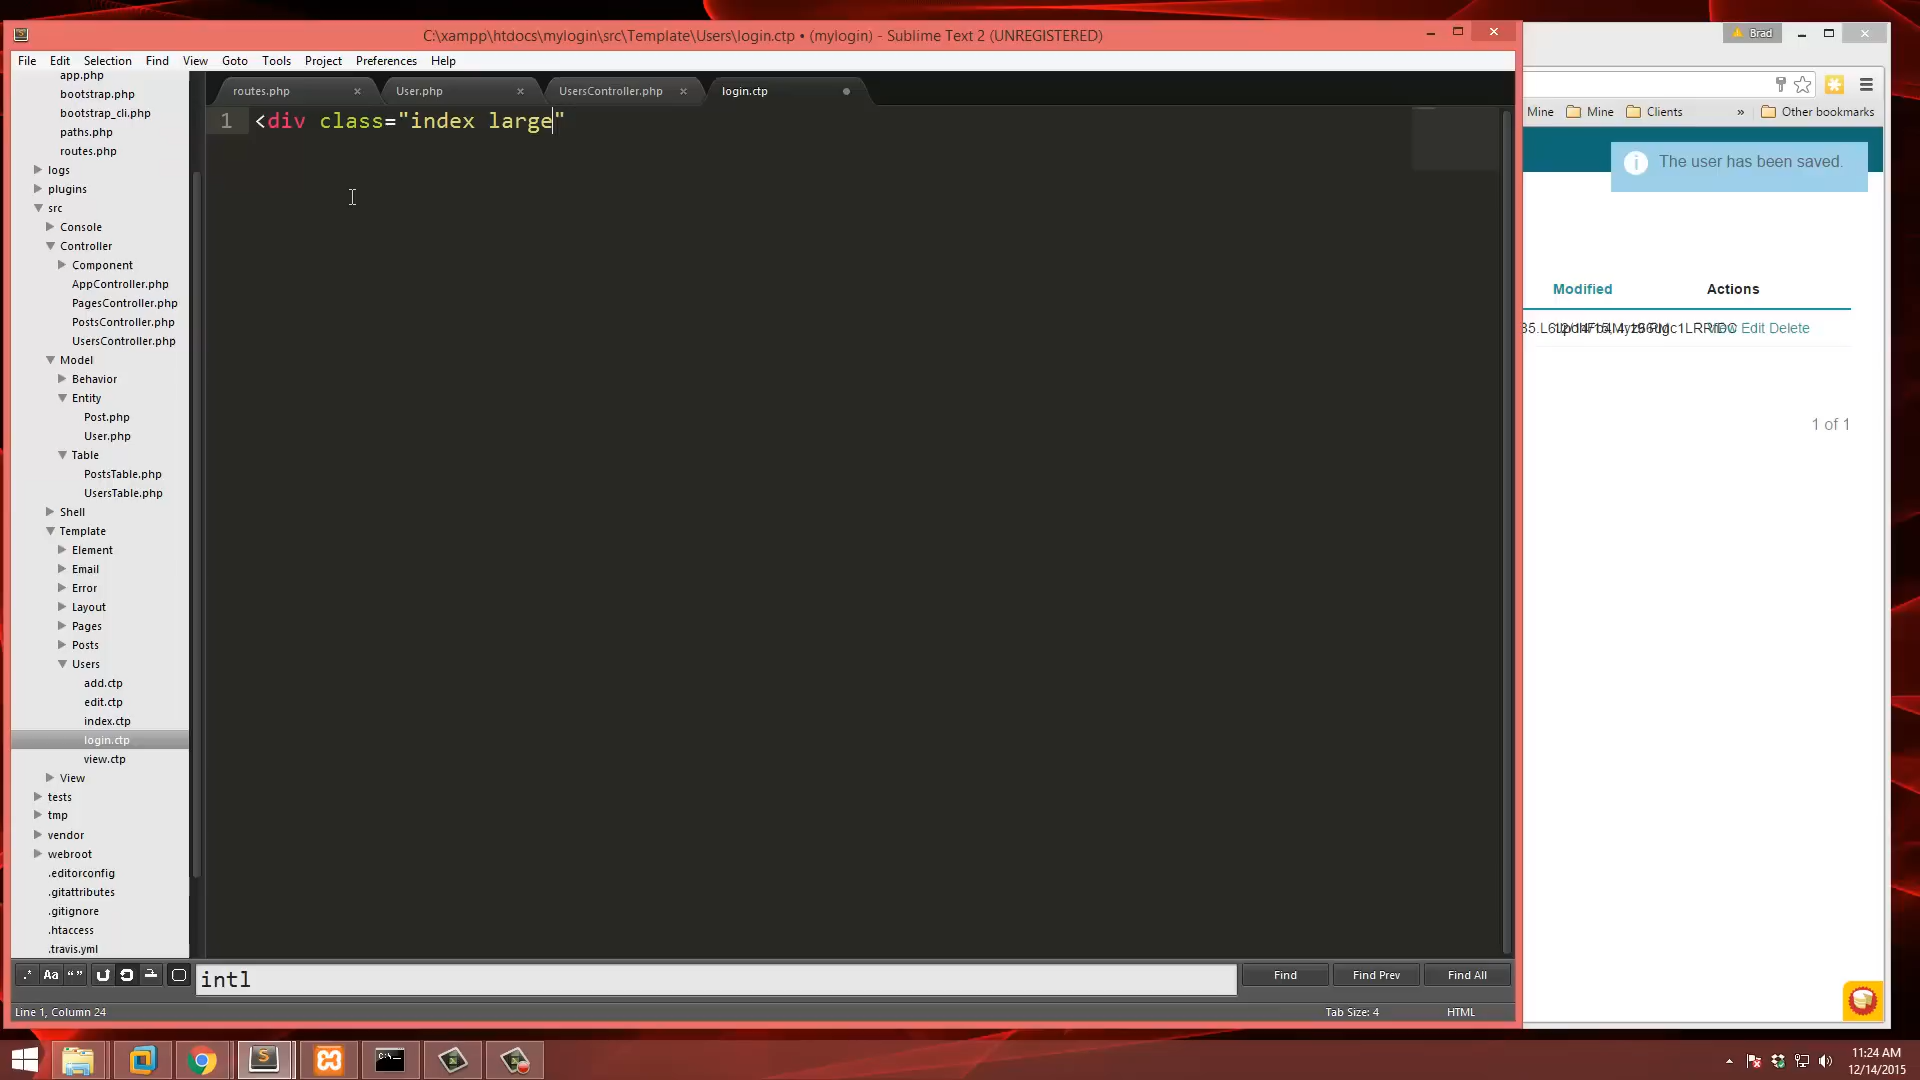 C:\xampp\htdocs\mylogin\src\Template\Users\login.ctp • (mylogin) - Sublime Text 2 (UNREGISTERED)
File Edit Selection Find View Goto Tools Project Preferences Help
app.php
bootstrap.php
bootstrap_cli.php
paths.php
routes.php
logs
plugins
src
Console
Controller
Component
AppController.php
PagesController.php
PostsController.php
UsersController.php
Model
Behavior
Entity
Post.php
User.php
Table
PostsTable.php
UsersTable.php
Shell
Template
Element
Email
Error
Layout
Pages
Posts
Users
add.ctp
edit.ctp
index.ctp
login.ctp
view.ctp
View
tests
tmp
vendor
webroot
.editorconfig
.gitattributes
.gitignore
.htaccess
.travis.yml
routes.php User.php UsersController.php login.ctp
1 <div class="index large"
.* Aa “ ” intl Find Find Prev Find All
Line 1, Column 24 Tab Size: 4 HTML
Brad
Mine Mine Clients » Other bookmarks
The user has been saved.
Modified Actions
Edit Delete
1 of 1
11:24 AM
12/14/2015